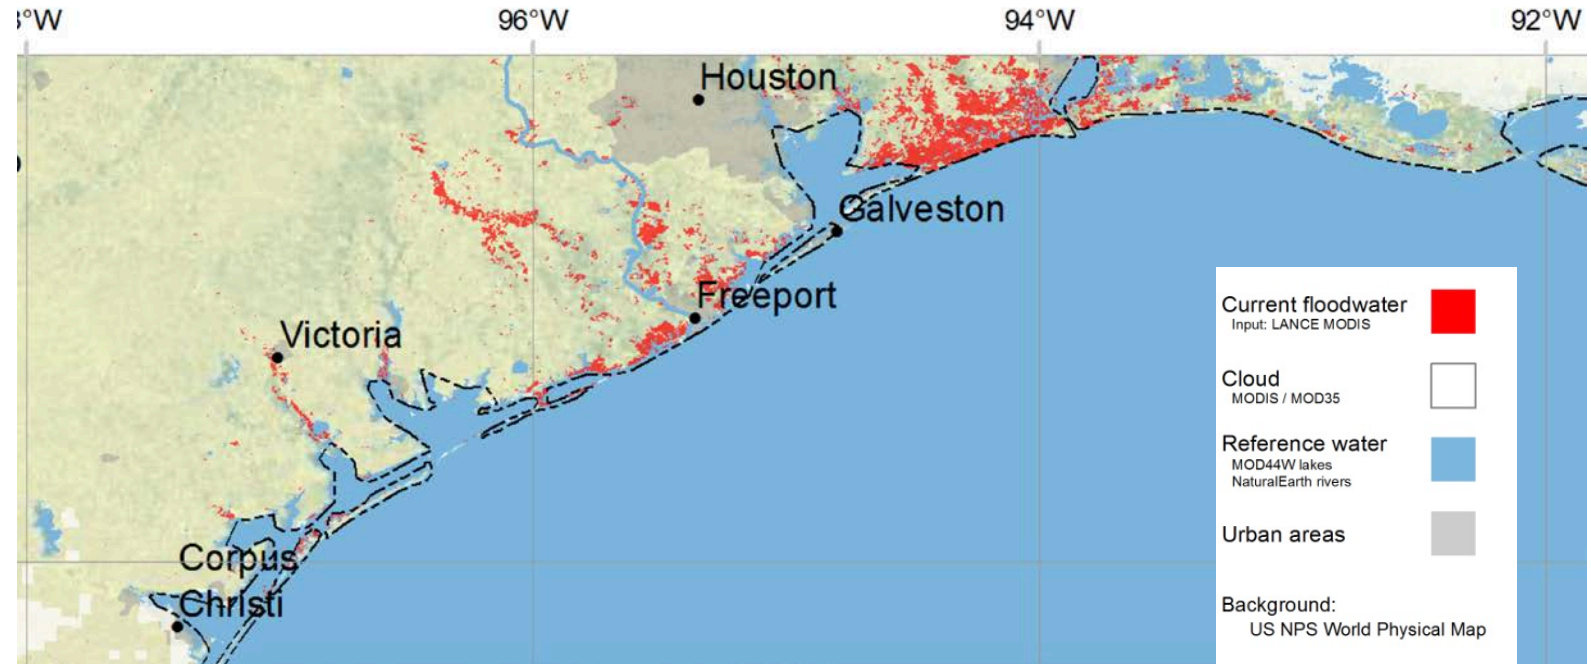 8°W 96°W 94°W 92°W
Houston
Galveston
Freeport
Victoria
Corpus
Christi
Current floodwater
Input: LANCE MODIS
Cloud
MODIS / MOD35
Reference water
MOD44W lakes
NaturalEarth rivers
Urban areas
Background:
US NPS World Physical Map